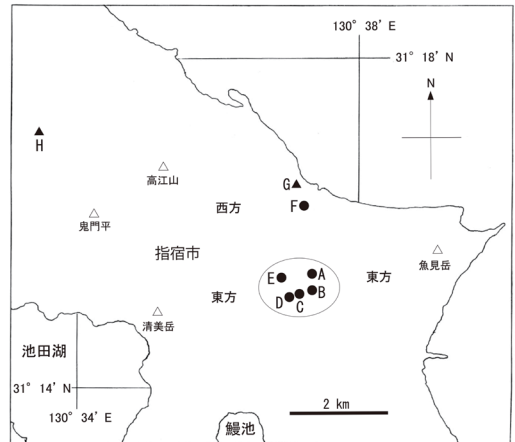 130° 38' E
31° 18' N
N
H
高江山
G
F
西方
鬼門平
魚見岳
指宿市
A
E
東方
B
東方
D
C
清美岳
池田湖
31° 14' N
130° 34' E
2 km
鰻池